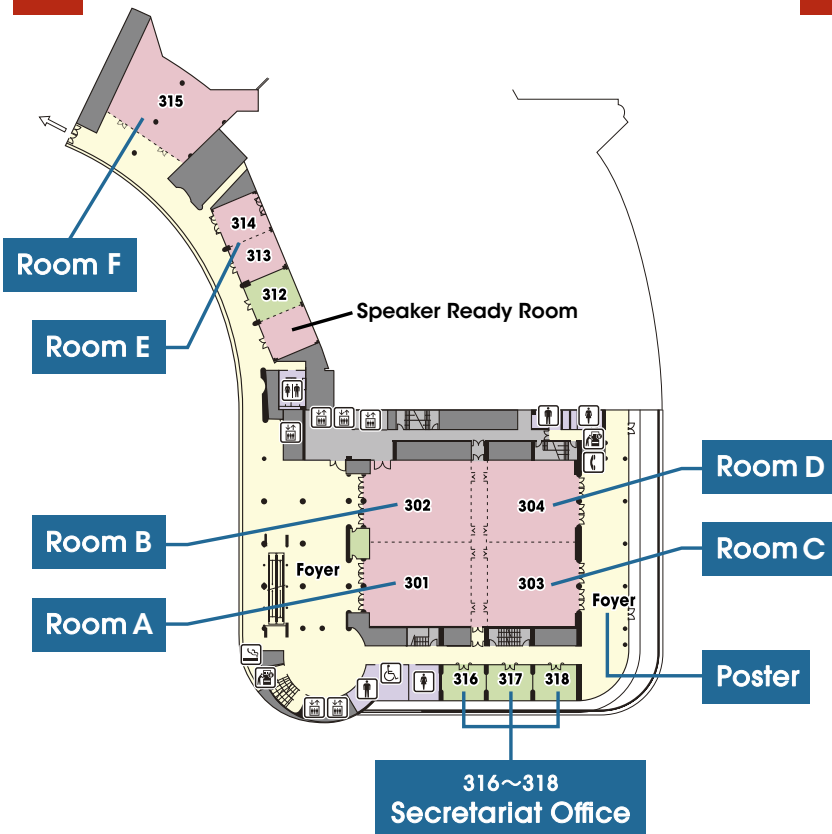 315
314
Room F
313
312
Speaker Ready Room
Room E
Room D
302
304
Room B
Room C
Foyer
301
303
Foyer
Room A
316
317
318
Poster
316～318
Secretariat Office